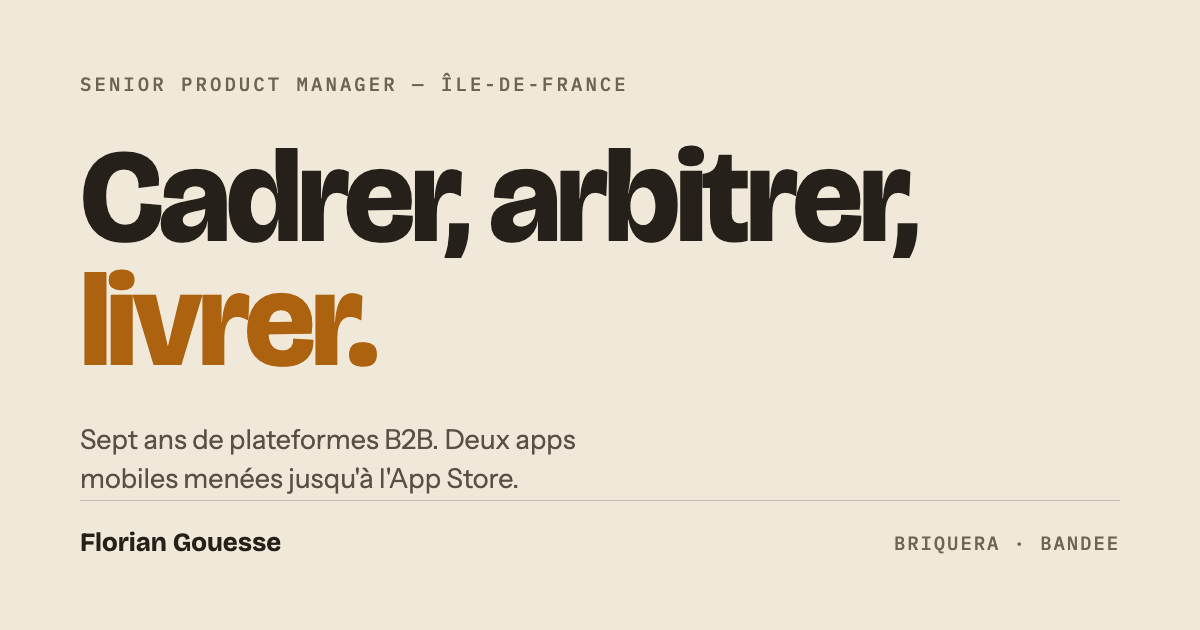 SENIOR PRODUCT MANAGER — ÎLE-DE-FRANCE
Cadrer, arbitrer,
livrer.
Sept ans de plateformes B2B. Deux apps
mobiles menées jusqu'à l'App Store.
Florian Gouesse
BRIQUERA · BANDEE